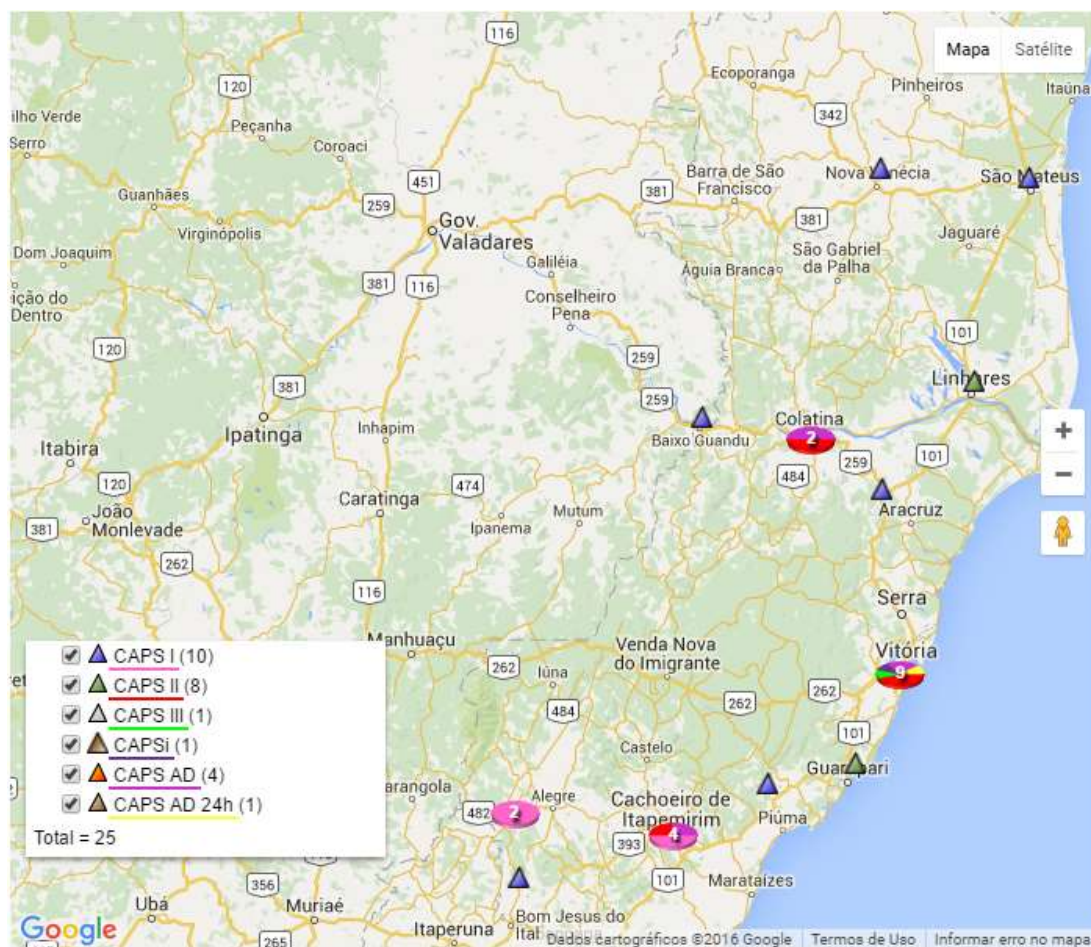 116
Mapa Satélite
Ecoporanga
120
Pinheiros
Itaúna
ilho Verde
Peçanha
342
Serro
Coroaci
Barra de São
Francisco
Nova Venécia
São Mateus
451
381
Guanhães
259
Gov.
Valadares
381
Virginópolis
Jaguaré
Dom Joaquim
Galiléia
Águia Branca
São Gabriel
da Palha
381
116
ição do
Dentro
Conselheiro
Pena
101
120
259
381
259
Linhares
Colatina
Ipatinga
Inhapim
Baixo Guandu
2
Itabira
259
101
120
474
484
Caratinga
Aracruz
João
Monlevade
Ipanema
Mutum
381
262
116
Serra
Manhuaçu
Venda Nova
do Imigrante
Vitória
CAPS I (10)
262
Iúna
9
CAPS II (8)
262
262
484
CAPS III (1)
101
CAPSi (1)
Castelo
Guarapari
CAPS AD (4)
arangola
Cachoeiro de
Itapemirim
482
2
Alegre
CAPS AD 24h (1)
Piúma
4
Total = 25
393
101
Marataízes
356
Ubá
Muriaé
Bom Jesus do
Google
265
Itaperuna
Dados cartográficos ©2016 Google Termos de Uso Informar erro no mapa